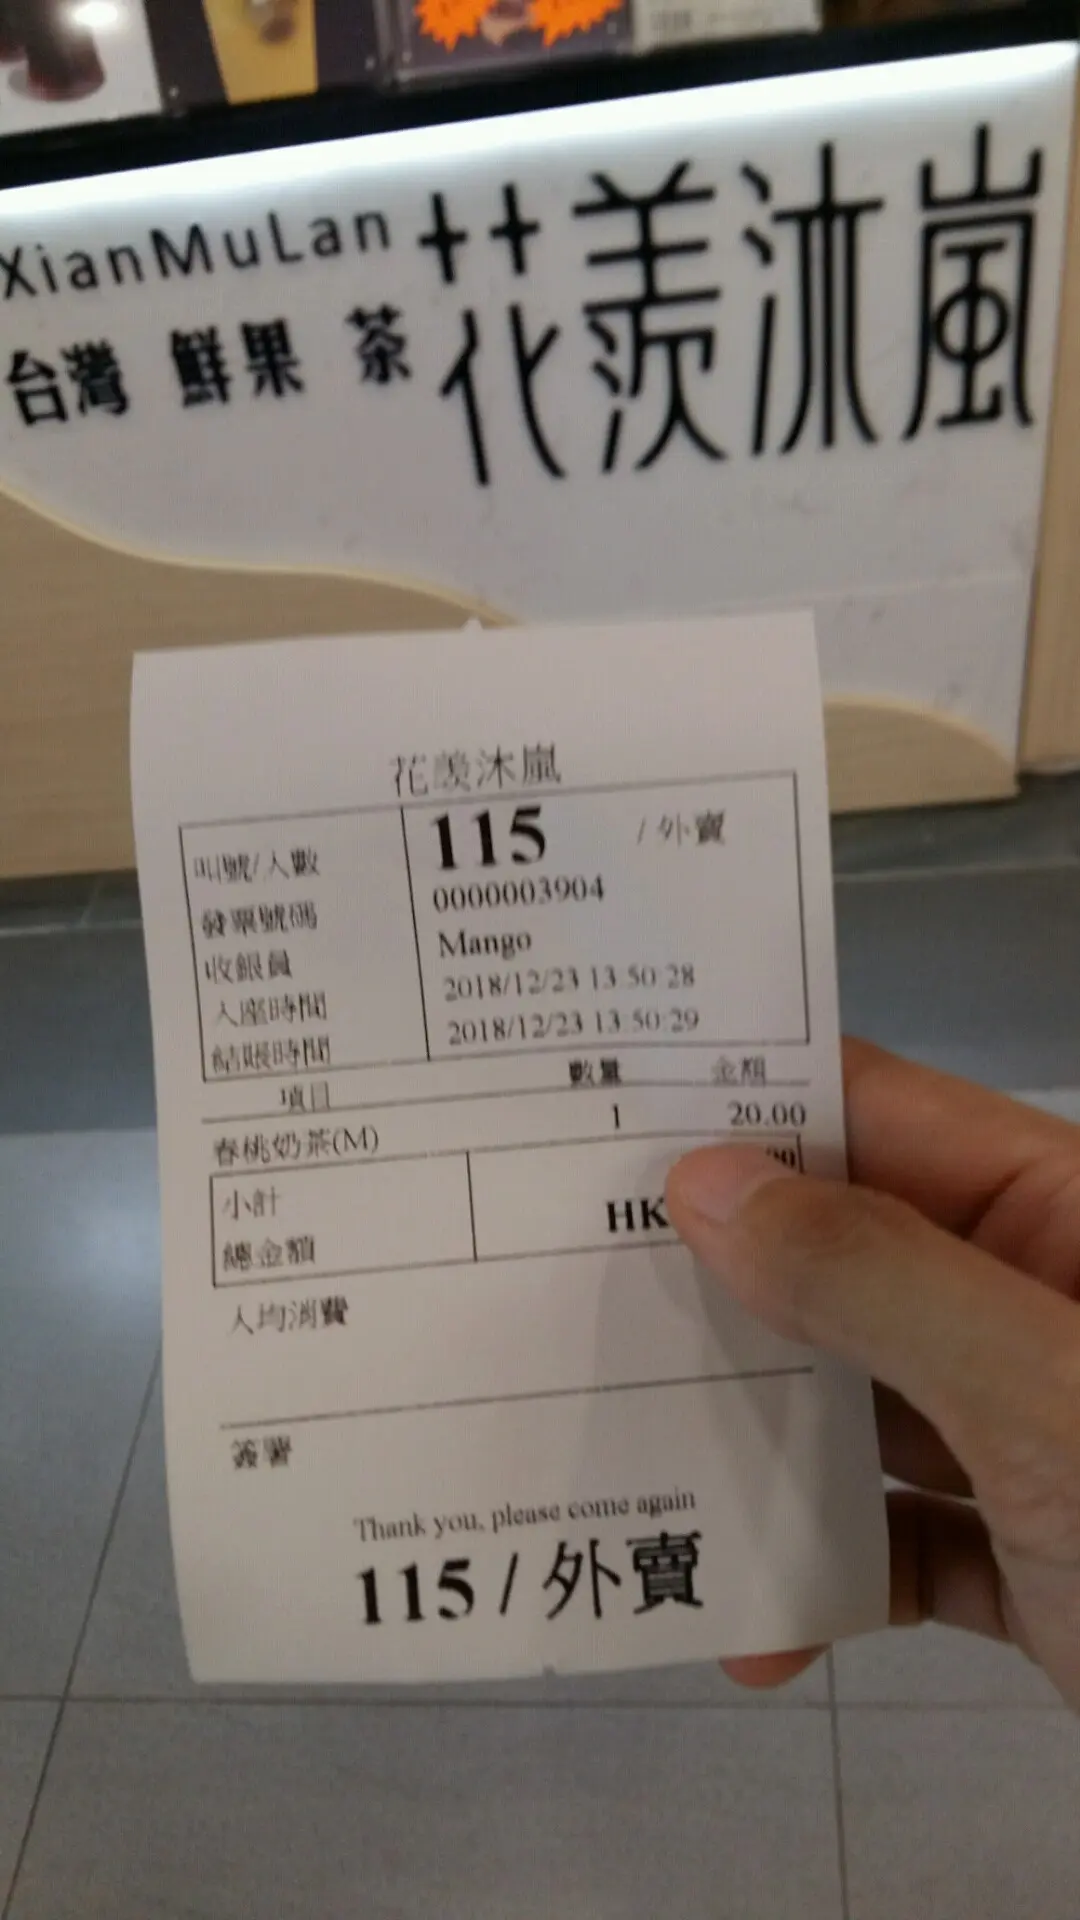 XianMuLan
台灣 鮮果 茶
花羨沐嵐
花羨沐嵐
叫號/人數 115 / 外賣
發票號碼 0000003904
收銀員 Mango
入座時間 2018/12/23 13:50:28
結賬時間 2018/12/23 13:50:29
項目 數量 金額
春桃奶茶(M) 1 20.00
小計
總金額 HK
人均消費
簽署
Thank you, please come again
115 / 外賣